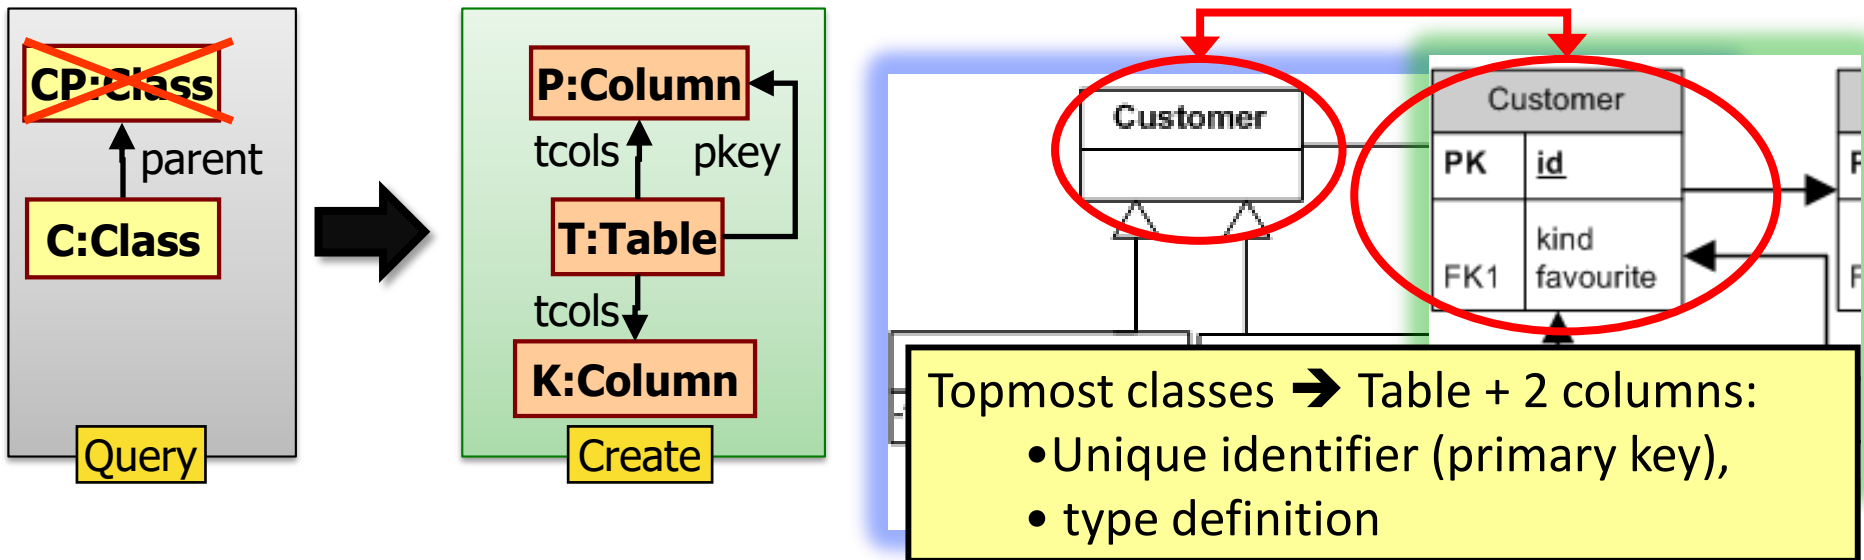 CP:Class
parent
C:Class
Query
P:Column
tcols
pkey
T:Table
tcols
K:Column
Create
Customer
Customer
PK id
kind
FK1 favourite
Topmost classes ➔ Table + 2 columns:
•Unique identifier (primary key),
• type definition